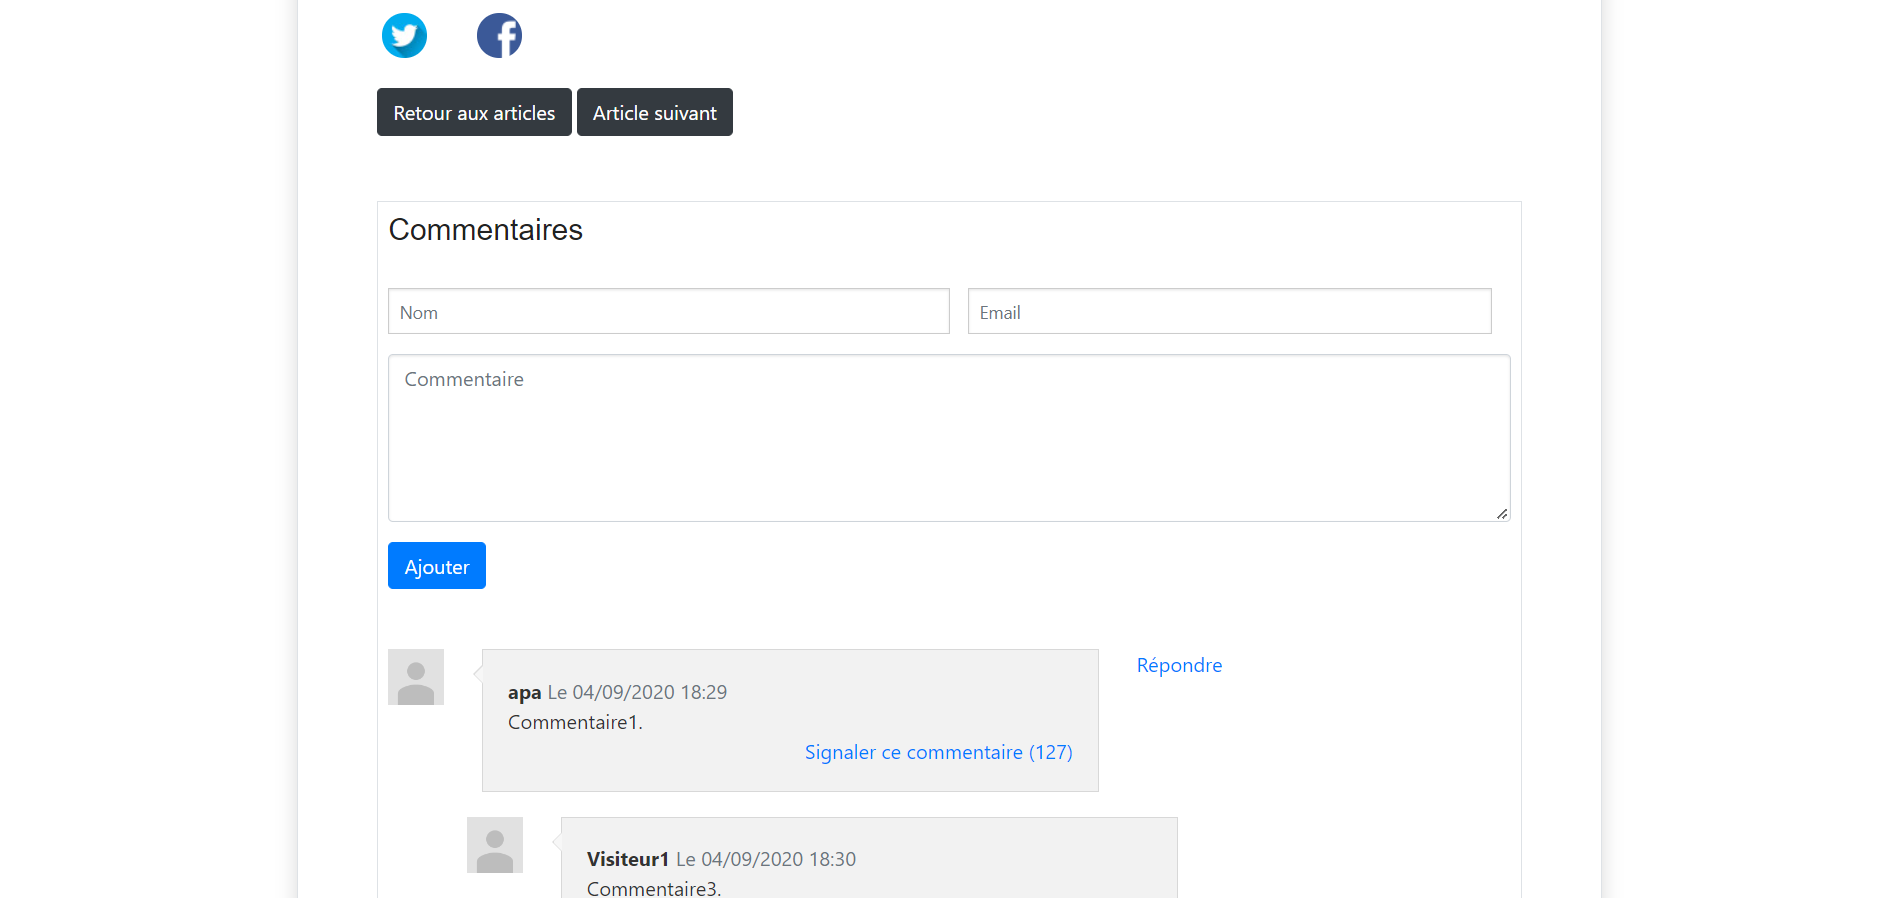 Retour aux articles Article suivant
Commentaires
Nom Email
Commentaire
Ajouter
Répondre
apa Le 04/09/2020 18:29
Commentaire1.
Signaler ce commentaire (127)
Visiteur1 Le 04/09/2020 18:30
Commentaire3.